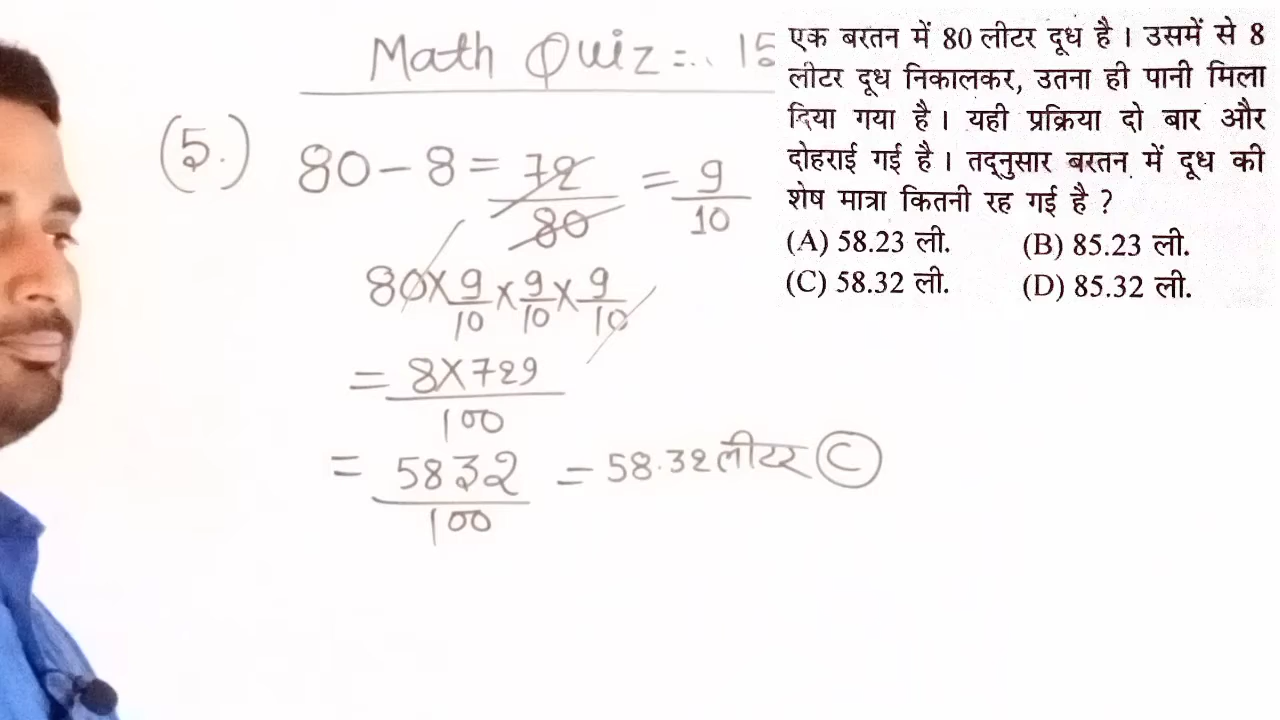 Math Quiz =.. 15
(5.) 80 - 8 = 72/80 = 9/10
80 × 9/10 × 9/10 × 9/10
= 8×729/100
= 5832/100 = 58.32 लीटर (C)
एक बरतन में 80 लीटर दूध है । उसमें से 8
लीटर दूध निकालकर, उतना ही पानी मिला
दिया गया है । यही प्रक्रिया दो बार और
दोहराई गई है । तद्नुसार बरतन में दूध की
शेष मात्रा कितनी रह गई है ?
(A) 58.23 ली. (B) 85.23 ली.
(C) 58.32 ली. (D) 85.32 ली.